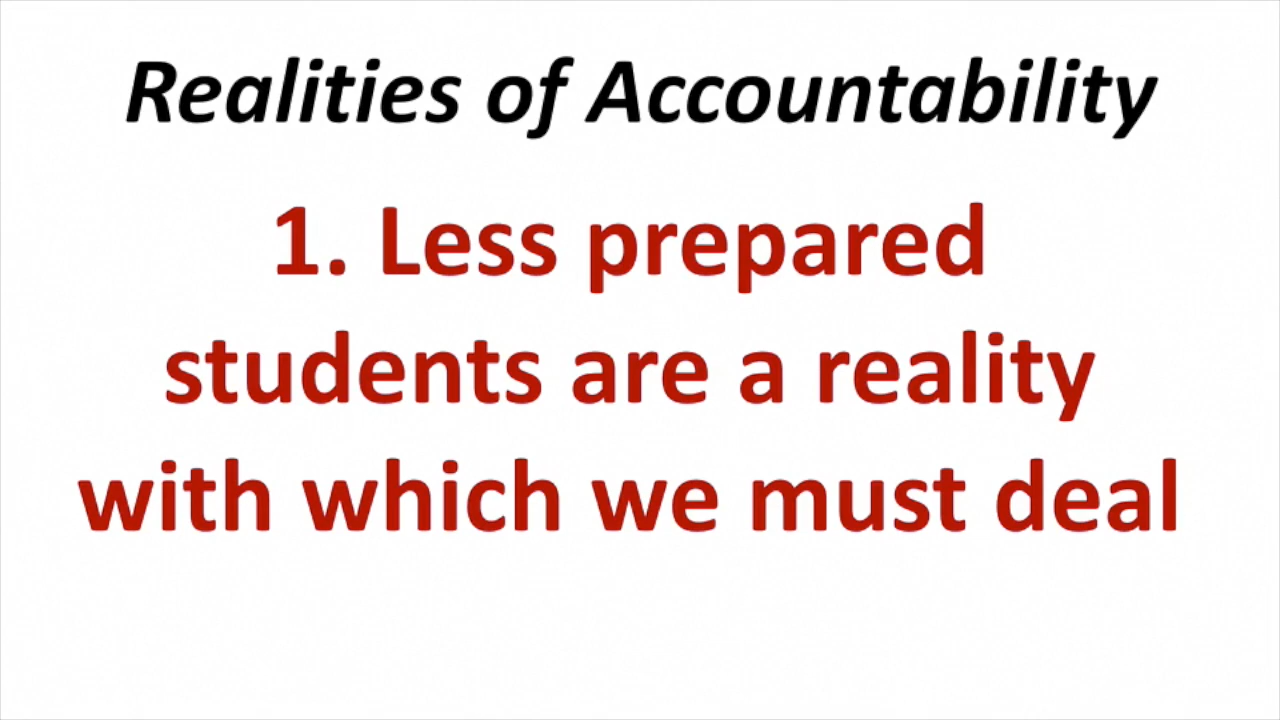 Realities of Accountability
1. Less prepared
students are a reality
with which we must deal